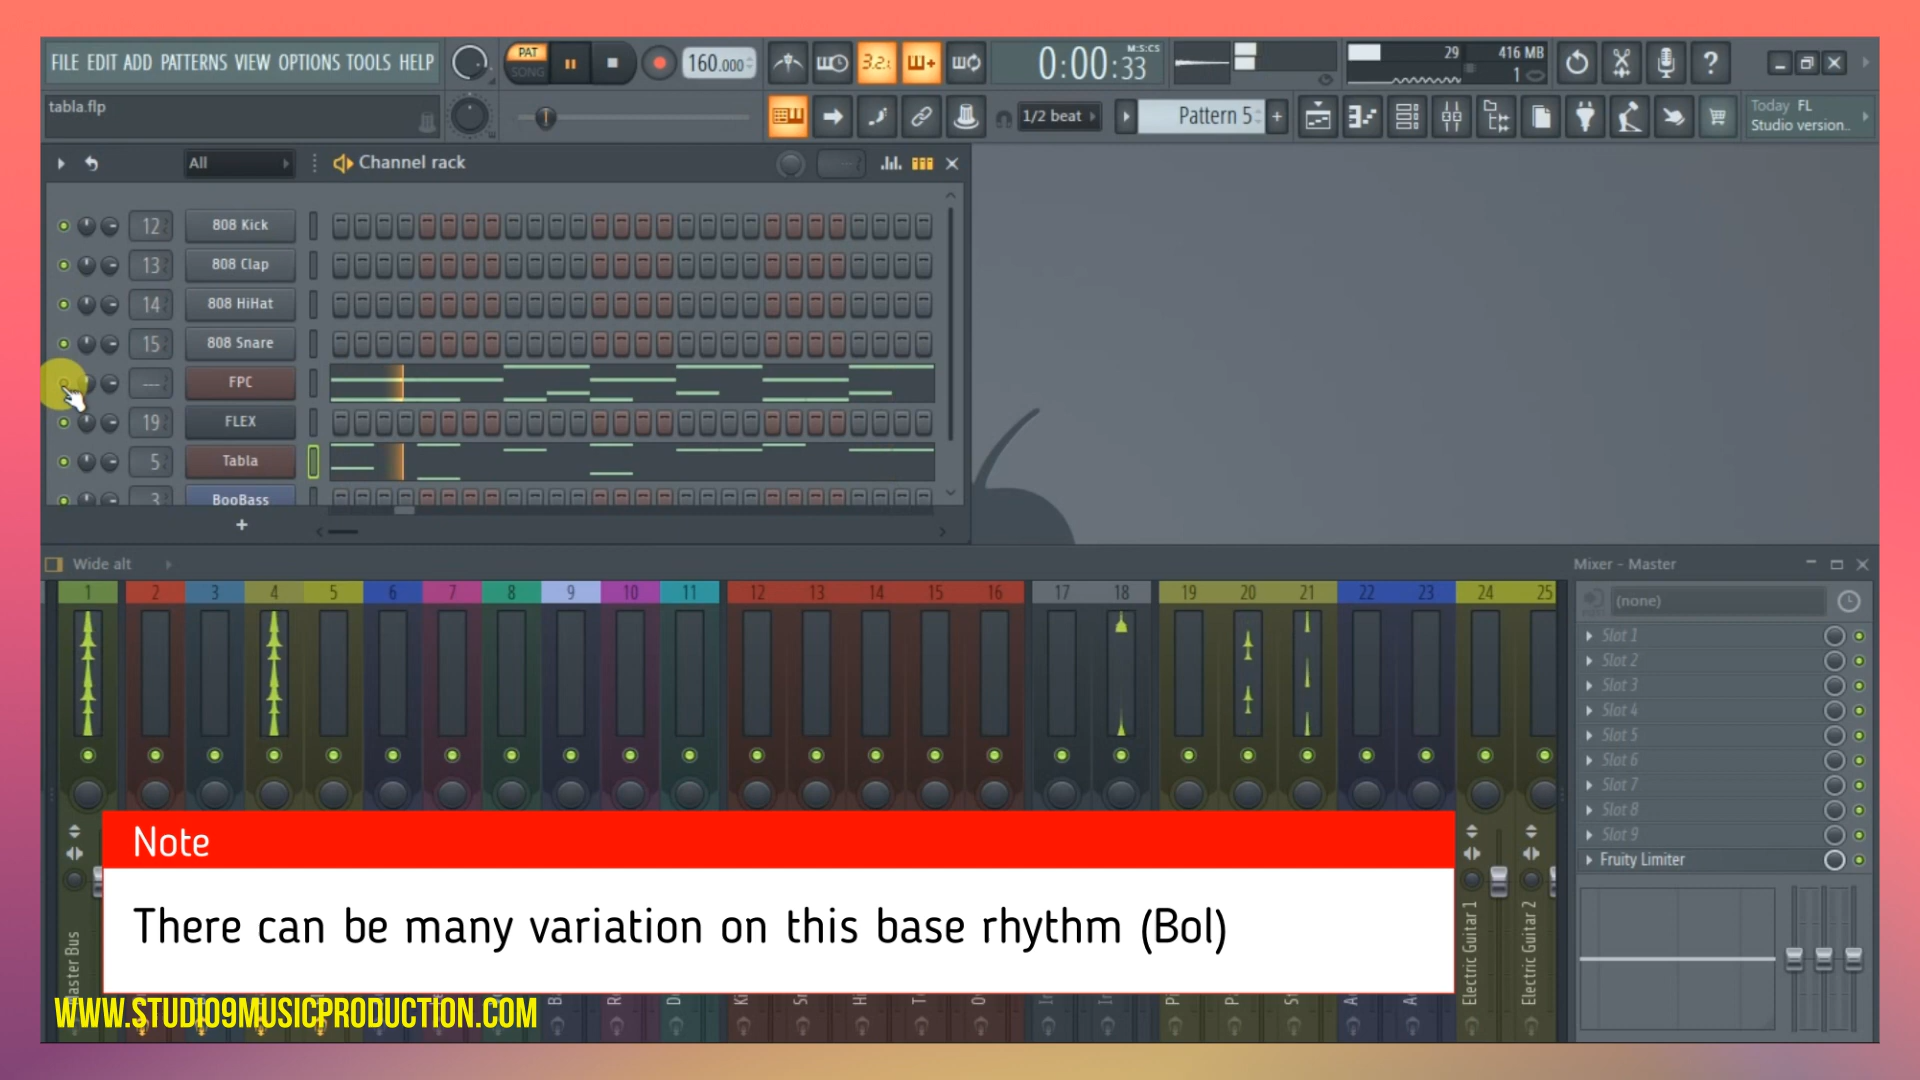 FILE EDIT ADD PATTERNS VIEW OPTIONS TOOLS HELP
PAT
SONG
160.000
3.2.
0:00:33
M:S:CS
29
416 MB
1
tabla.flp
1/2 beat
Pattern 5
+
Today FL
Studio version..
All
Channel rack
12 808 Kick
13 808 Clap
14 808 HiHat
15 808 Snare
--- FPC
19 FLEX
5 Tabla
3 BooBass
+
Wide alt
Mixer - Master
1 2 3 4 5 6 7 8 9 10 11 12 13 14 15 16 17 18 19 20 21 22 23 24 25
(none)
Slot 1
Slot 2
Slot 3
Slot 4
Slot 5
Slot 6
Slot 7
Slot 8
Slot 9
Fruity Limiter
Electric Guitar 1
Electric Guitar 2
Note
There can be many variation on this base rhythm (Bol)
WWW.STUDIO9MUSICPRODUCTION.COM